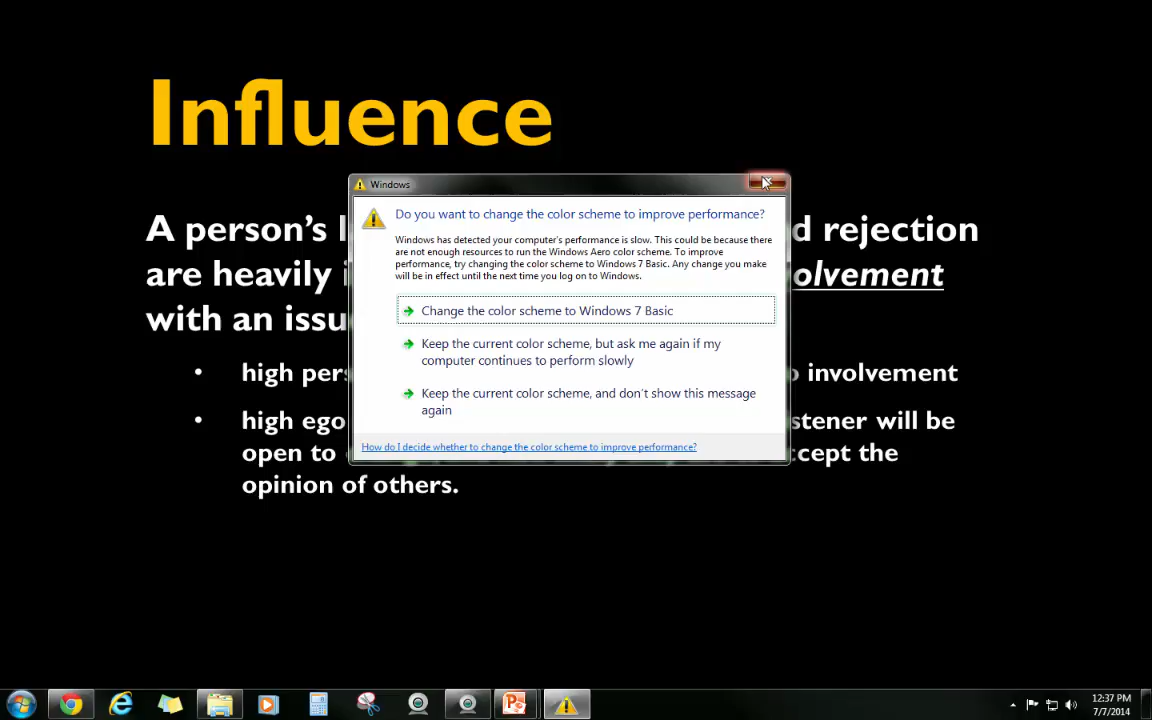 Influence
Windows
Do you want to change the color scheme to improve performance?
Windows has detected your computer's performance is slow. This could be because there
are not enough resources to run the Windows Aero color scheme. To improve
performance, try changing the color scheme to Windows 7 Basic. Any change you make
will be in effect until the next time you log on to Windows.
Change the color scheme to Windows 7 Basic
Keep the current color scheme, but ask me again if my
computer continues to perform slowly
Keep the current color scheme, and don't show this message
again
How do I decide whether to change the color scheme to improve performance?
A person's rejection
are heavily
with an
• high involvement
• high ego will be
open to the
opinion of others.
12:37 PM
7/7/2014